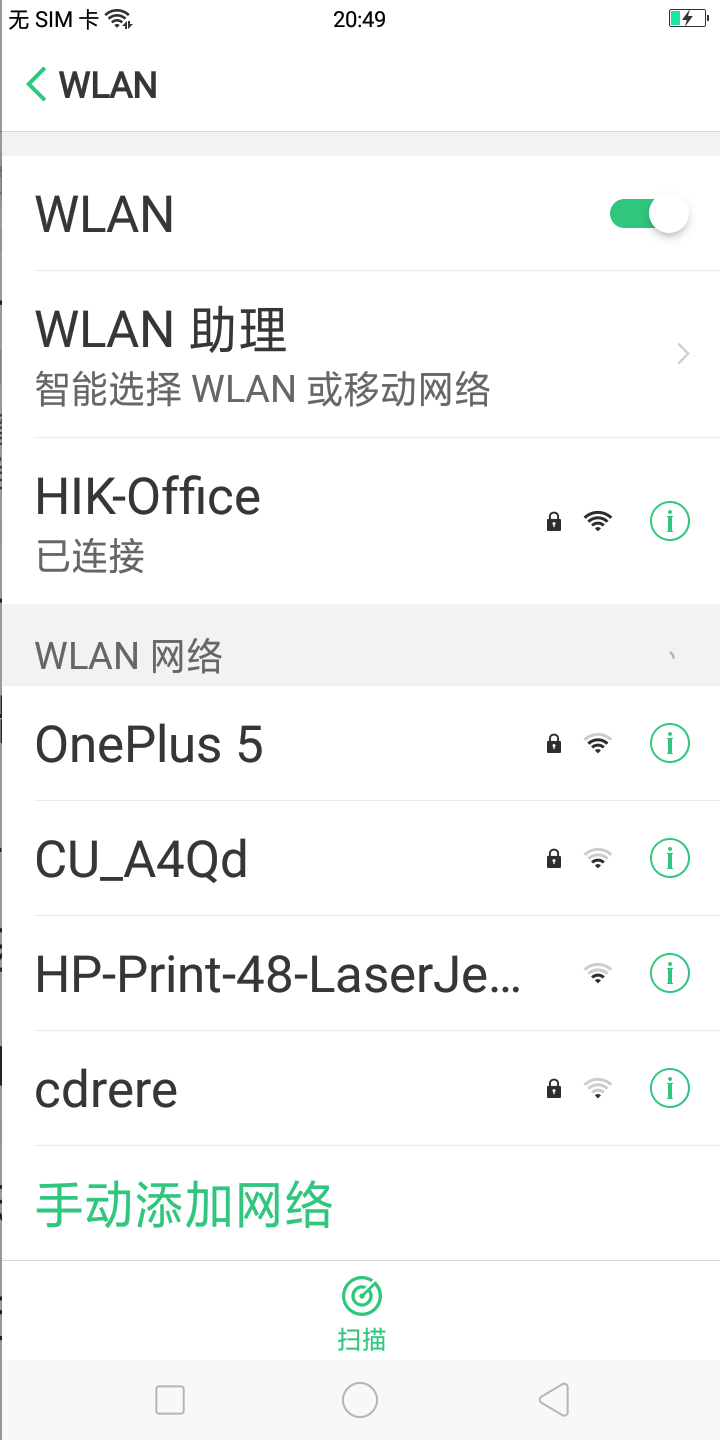 无 SIM 卡 20:49
WLAN
WLAN
WLAN 助理
智能选择 WLAN 或移动网络
HIK-Office
已连接
WLAN 网络
OnePlus 5
CU_A4Qd
HP-Print-48-LaserJe...
cdrere
手动添加网络
扫描